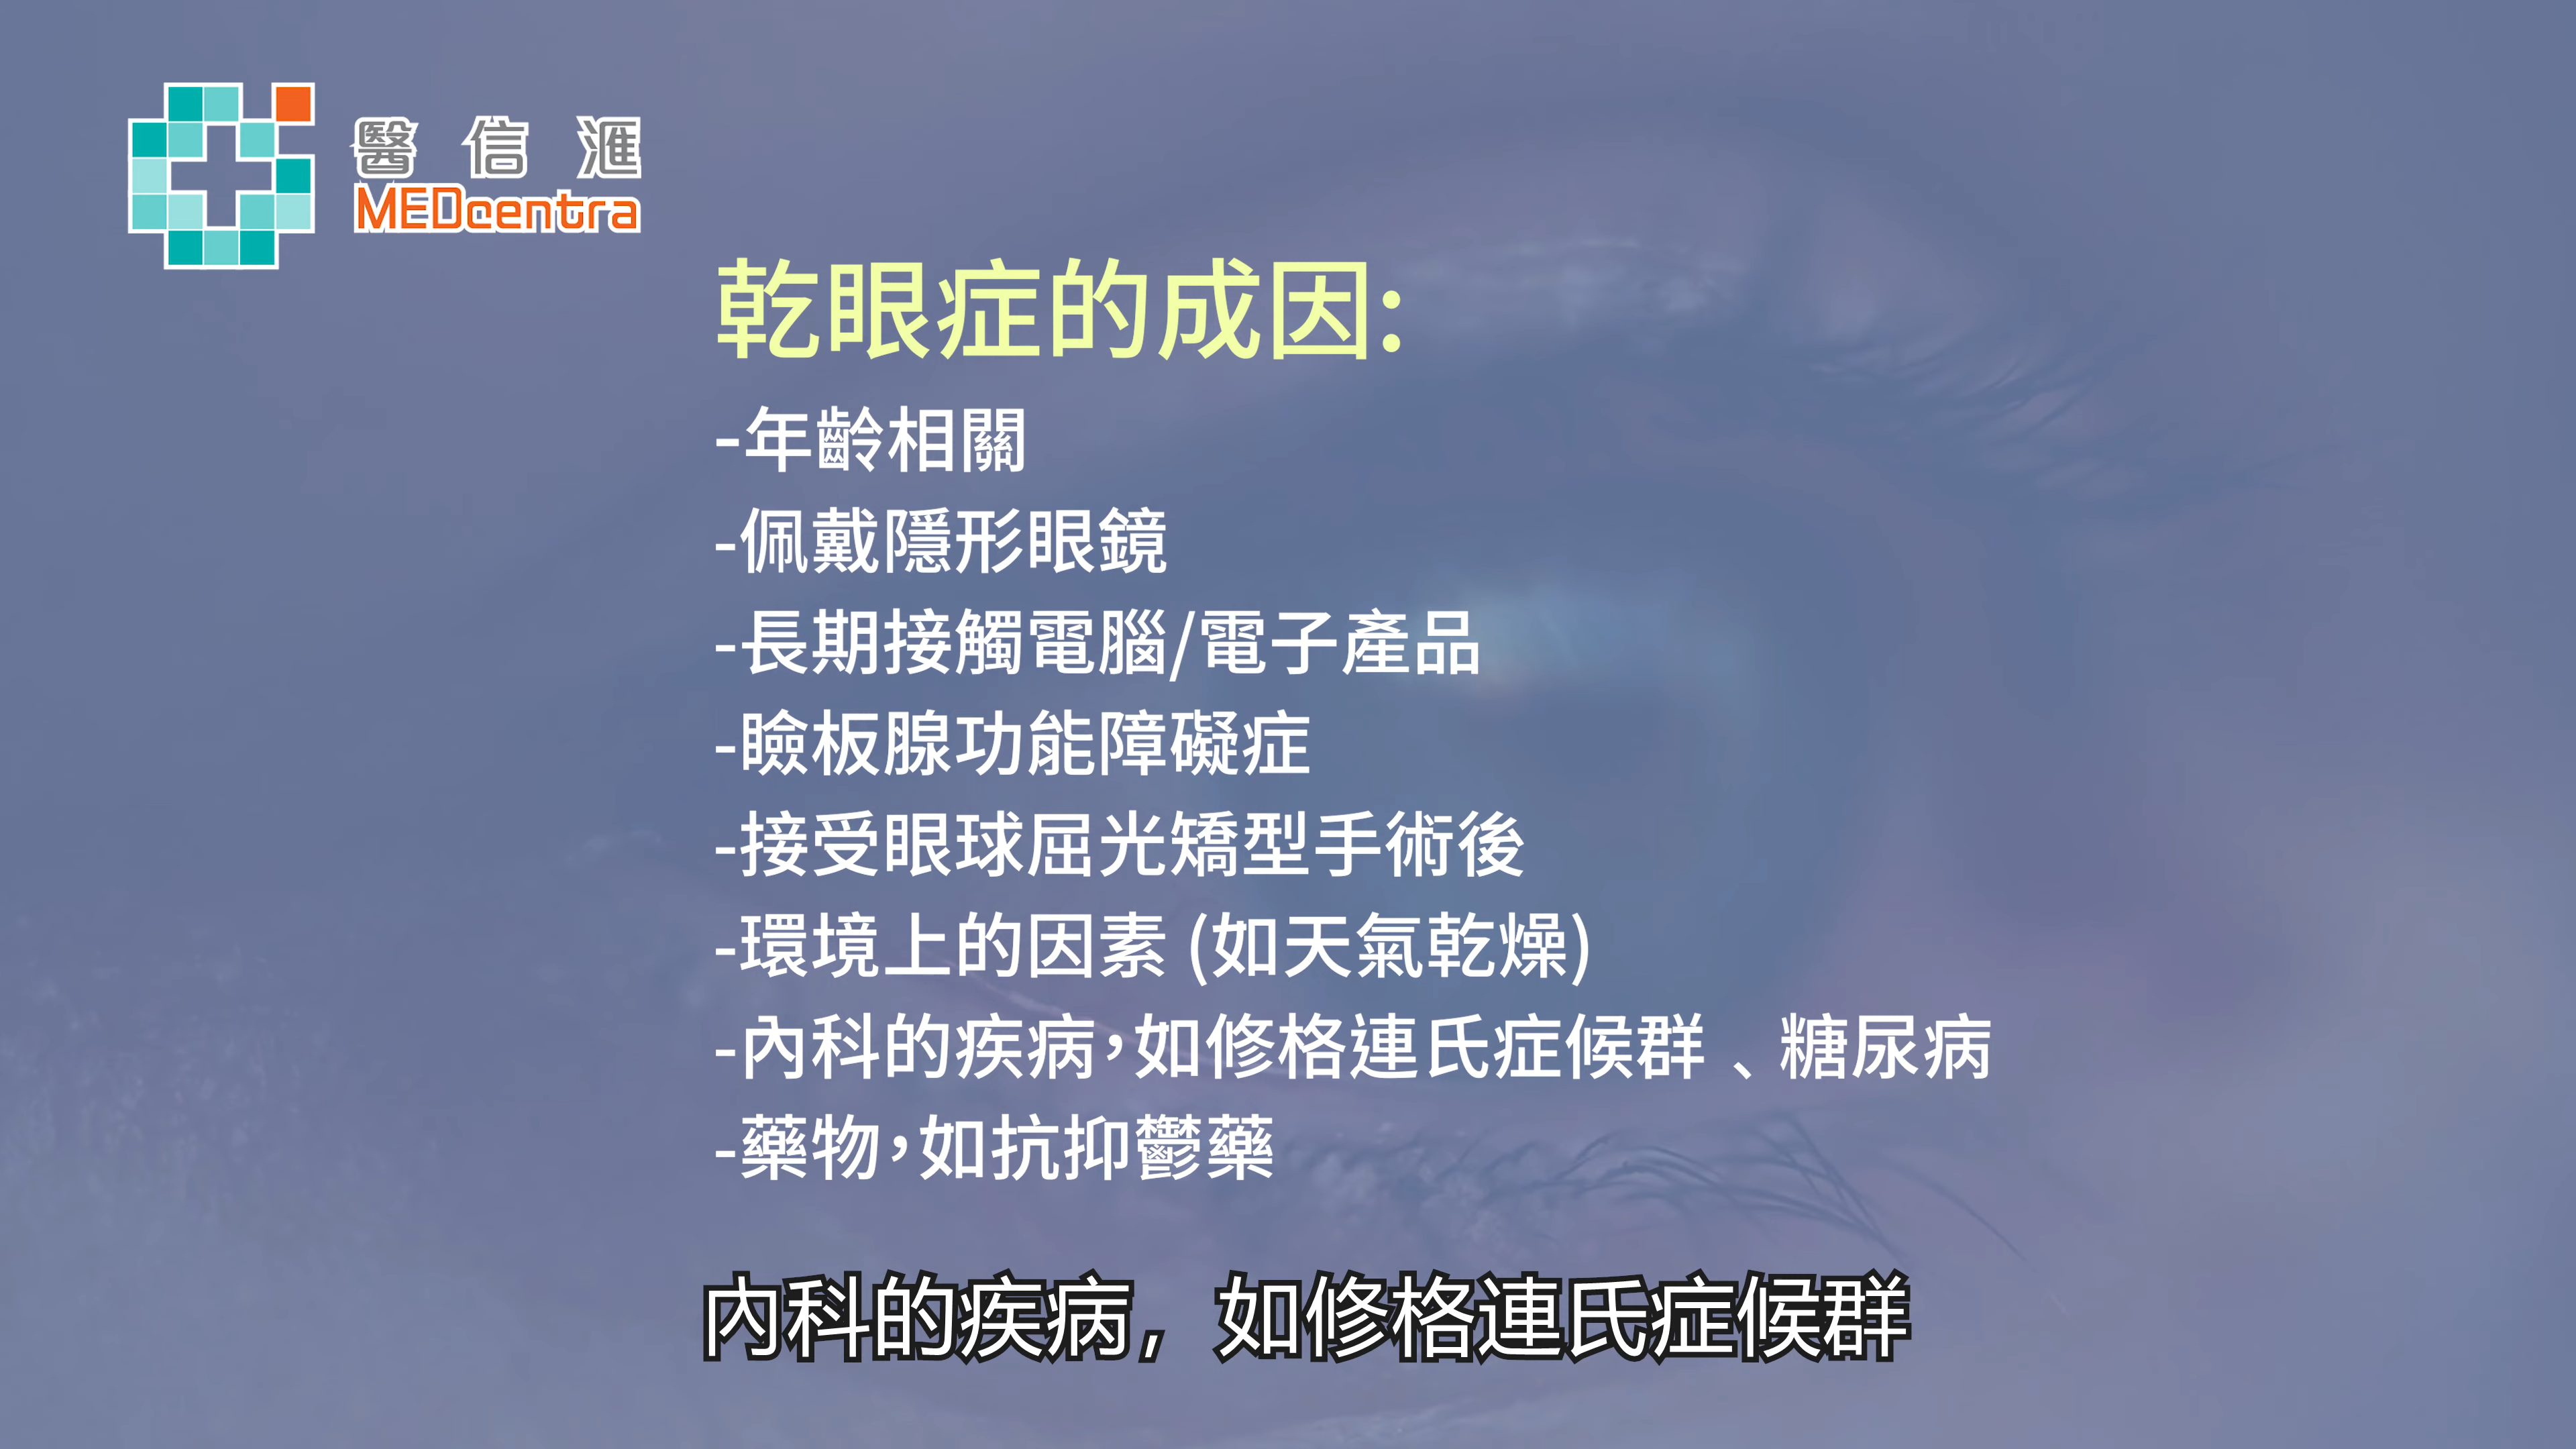 醫信滙
MEDcentra
乾眼症的成因:
-年齡相關
-佩戴隱形眼鏡
-長期接觸電腦/電子產品
-瞼板腺功能障礙症
-接受眼球屈光矯型手術後
-環境上的因素 (如天氣乾燥)
-內科的疾病，如修格連氏症候群、糖尿病
-藥物，如抗抑鬱藥
內科的疾病，如修格連氏症候群